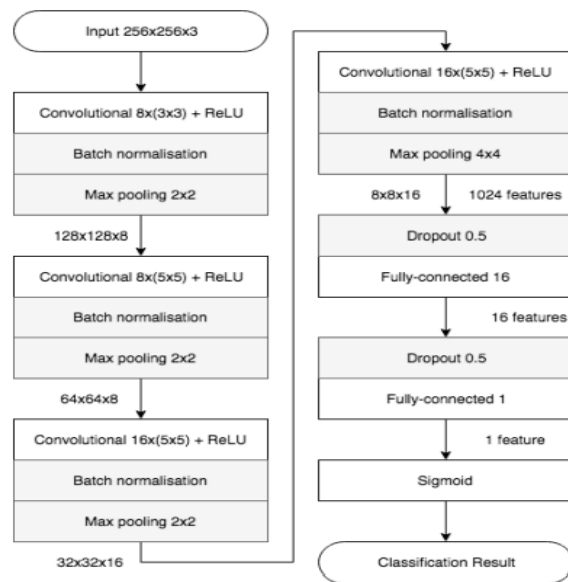 Input 256x256x3
Convolutional 8x(3x3) + ReLU
Batch normalisation
Max pooling 2x2
128x128x8
Convolutional 8x(5x5) + ReLU
Batch normalisation
Max pooling 2x2
64x64x8
Convolutional 16x(5x5) + ReLU
Batch normalisation
Max pooling 2x2
32x32x16
Convolutional 16x(5x5) + ReLU
Batch normalisation
Max pooling 4x4
8x8x16 1024 features
Dropout 0.5
Fully-connected 16
16 features
Dropout 0.5
Fully-connected 1
1 feature
Sigmoid
Classification Result